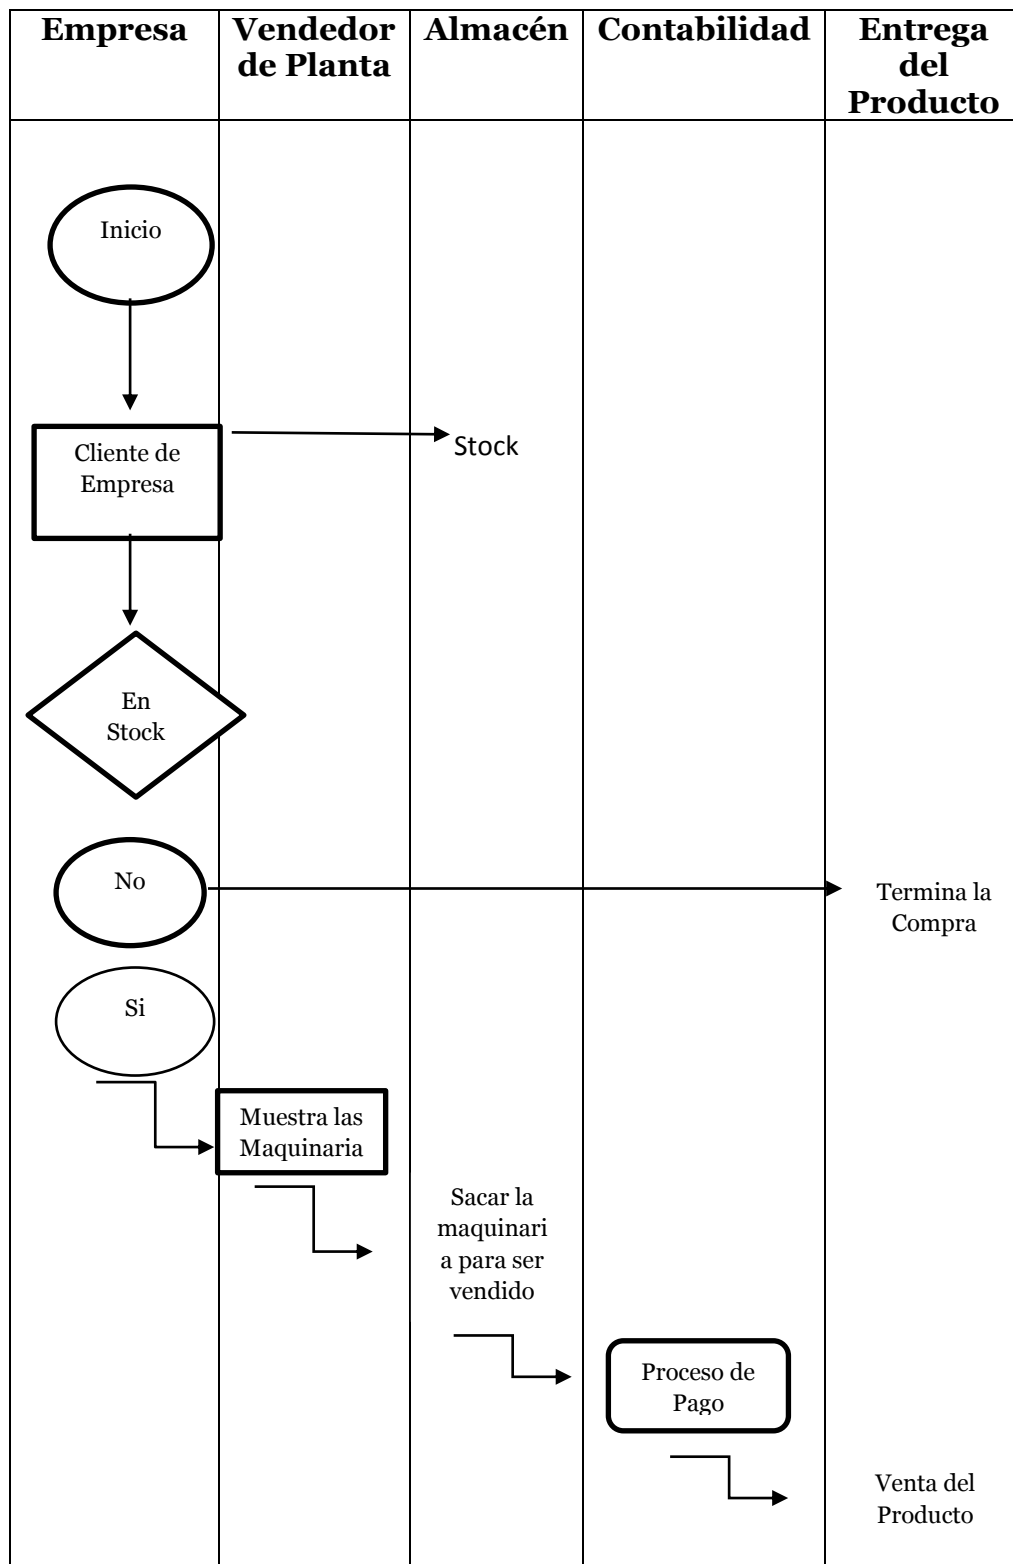 Empresa
Vendedor
de Planta
Almacén
Contabilidad
Entrega
del
Producto
Inicio
Cliente de
Empresa
Stock
En
Stock
No
Termina la
Compra
Si
Muestra las
Maquinaria
Sacar la
maquinari
a para ser
vendido
Proceso de
Pago
Venta del
Producto